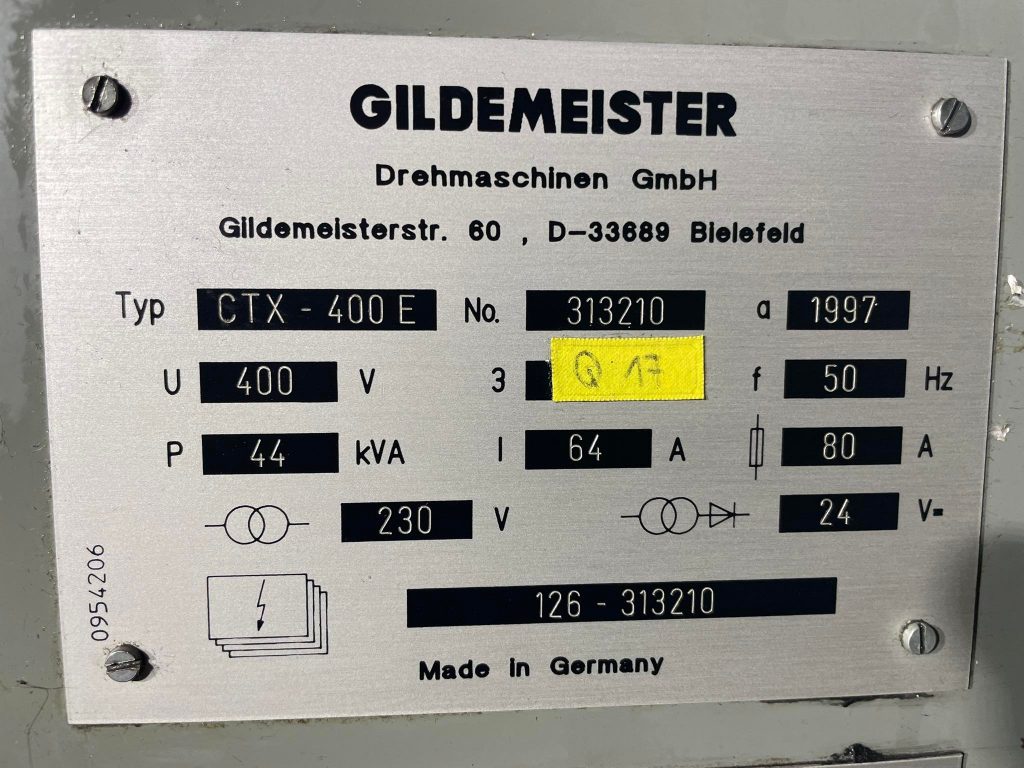 GILDEMEISTER
Drehmaschinen GmbH
Gildemeisterstr. 60 , D-33689 Bielefeld
Typ CTX - 400 E No. 313210 a 1997
U 400 V 3 Q 17 f 50 Hz
P 44 kVA I 64 A 80 A
230 V 24 V=
126 - 313210
Made in Germany
0954206